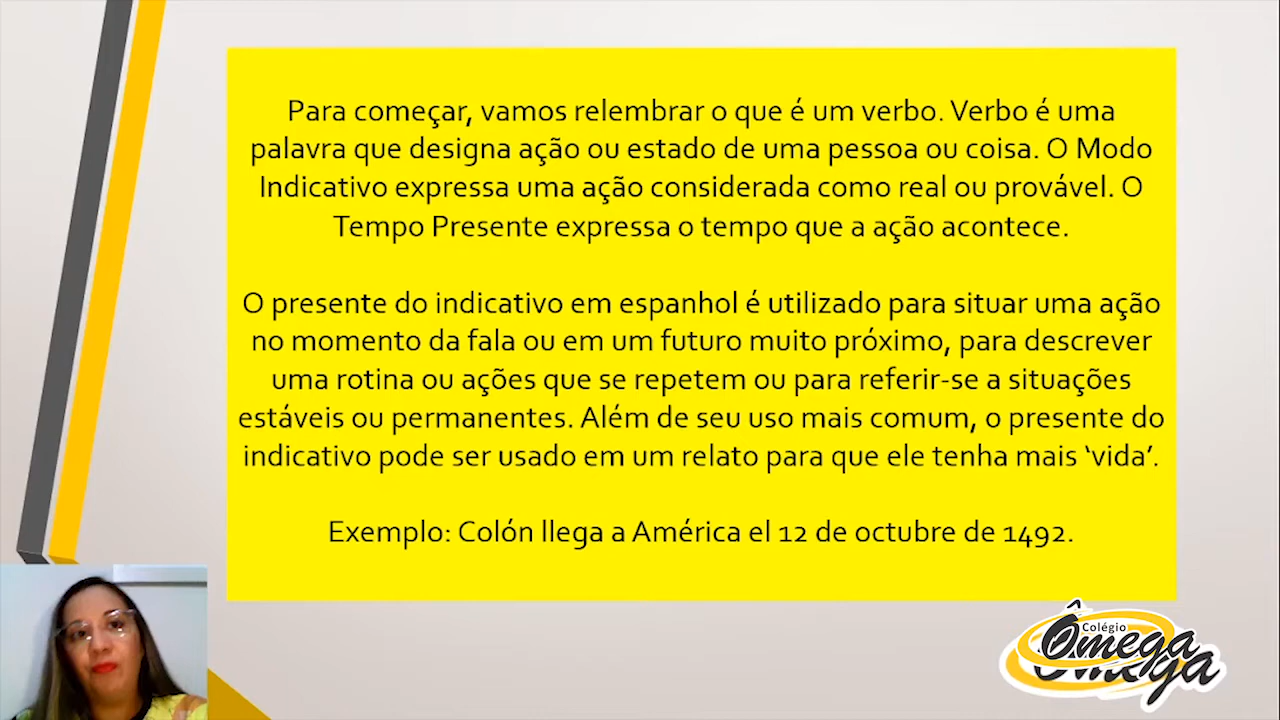 Para começar, vamos relembrar o que é um verbo. Verbo é uma
palavra que designa ação ou estado de uma pessoa ou coisa. O Modo
Indicativo expressa uma ação considerada como real ou provável. O
Tempo Presente expressa o tempo que a ação acontece.
O presente do indicativo em espanhol é utilizado para situar uma ação
no momento da fala ou em um futuro muito próximo, para descrever
uma rotina ou ações que se repetem ou para referir-se a situações
estáveis ou permanentes. Além de seu uso mais comum, o presente do
indicativo pode ser usado em um relato para que ele tenha mais ‘vida’.
Exemplo: Colón llega a América el 12 de octubre de 1492.
Colégio
Ômega
Ômega